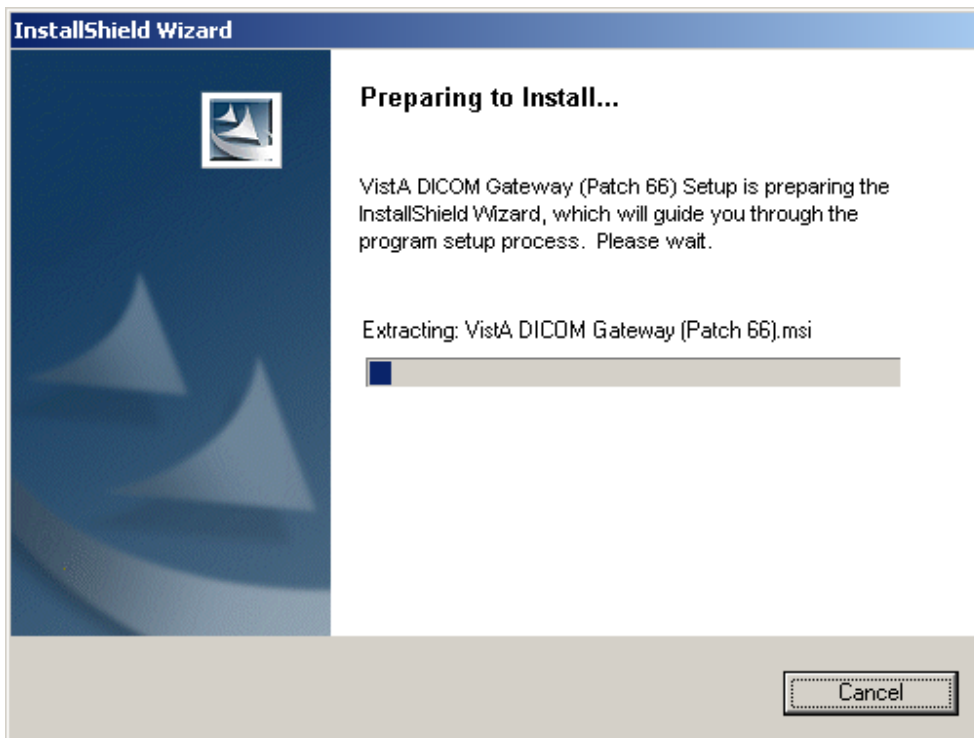 InstallShield Wizard
Preparing to Install...
VistA DICOM Gateway (Patch 66) Setup is preparing the
InstallShield Wizard, which will guide you through the
program setup process.  Please wait.
Extracting: VistA DICOM Gateway (Patch 66).msi
Cancel